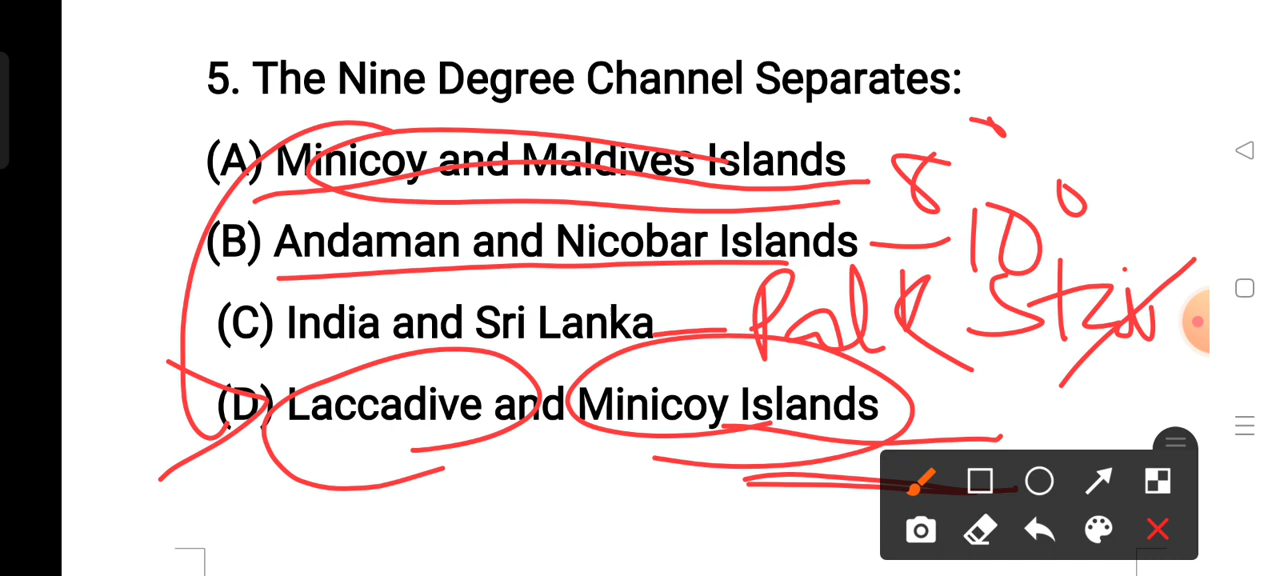 5. The Nine Degree Channel Separates:
(A) Minicoy and Maldives Islands 8°
(B) Andaman and Nicobar Islands — 10°
(C) India and Sri Lanka — Palk
(D) Laccadive and Minicoy Islands